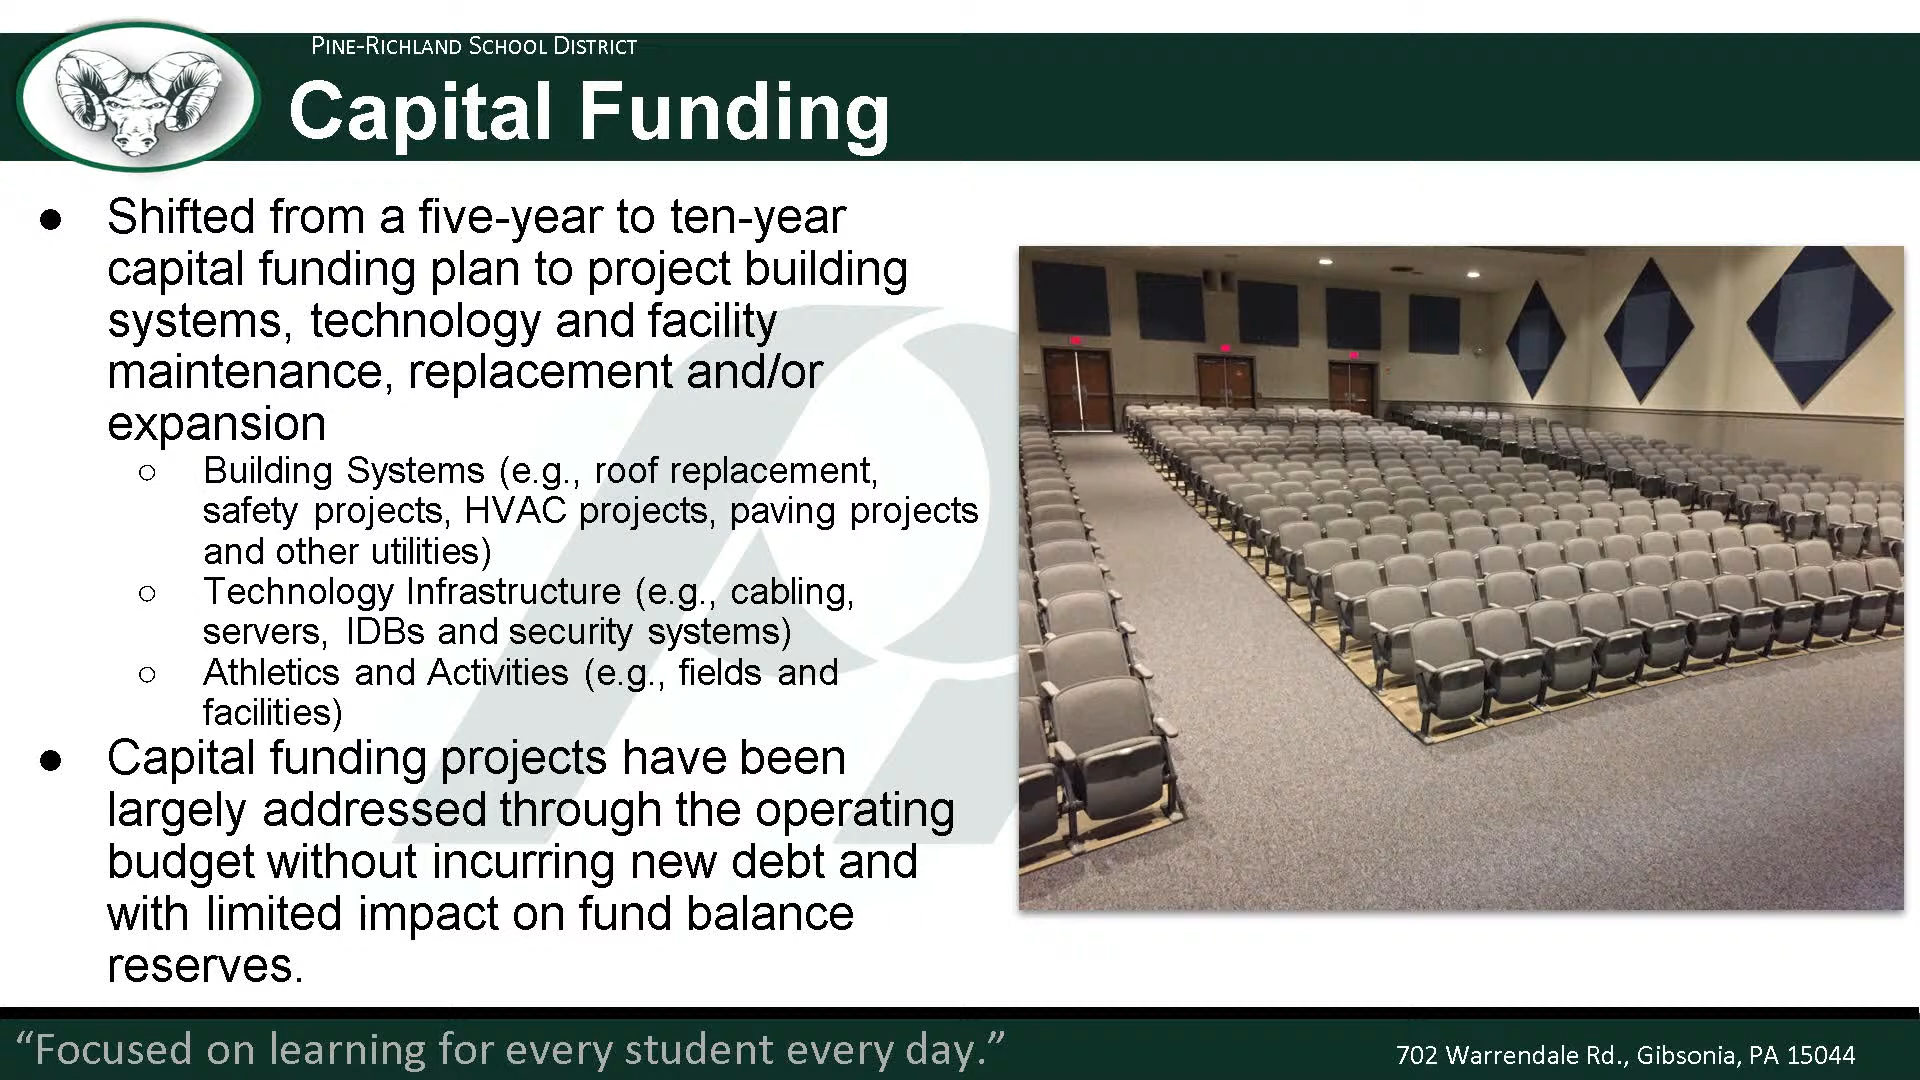 PINE-RICHLAND SCHOOL DISTRICT
Capital Funding
● Shifted from a five-year to ten-year
capital funding plan to project building
systems, technology and facility
maintenance, replacement and/or
expansion
○ Building Systems (e.g., roof replacement,
safety projects, HVAC projects, paving projects
and other utilities)
○ Technology Infrastructure (e.g., cabling,
servers, IDBs and security systems)
○ Athletics and Activities (e.g., fields and
facilities)
● Capital funding projects have been
largely addressed through the operating
budget without incurring new debt and
with limited impact on fund balance
reserves.
“Focused on learning for every student every day.”
702 Warrendale Rd., Gibsonia, PA 15044